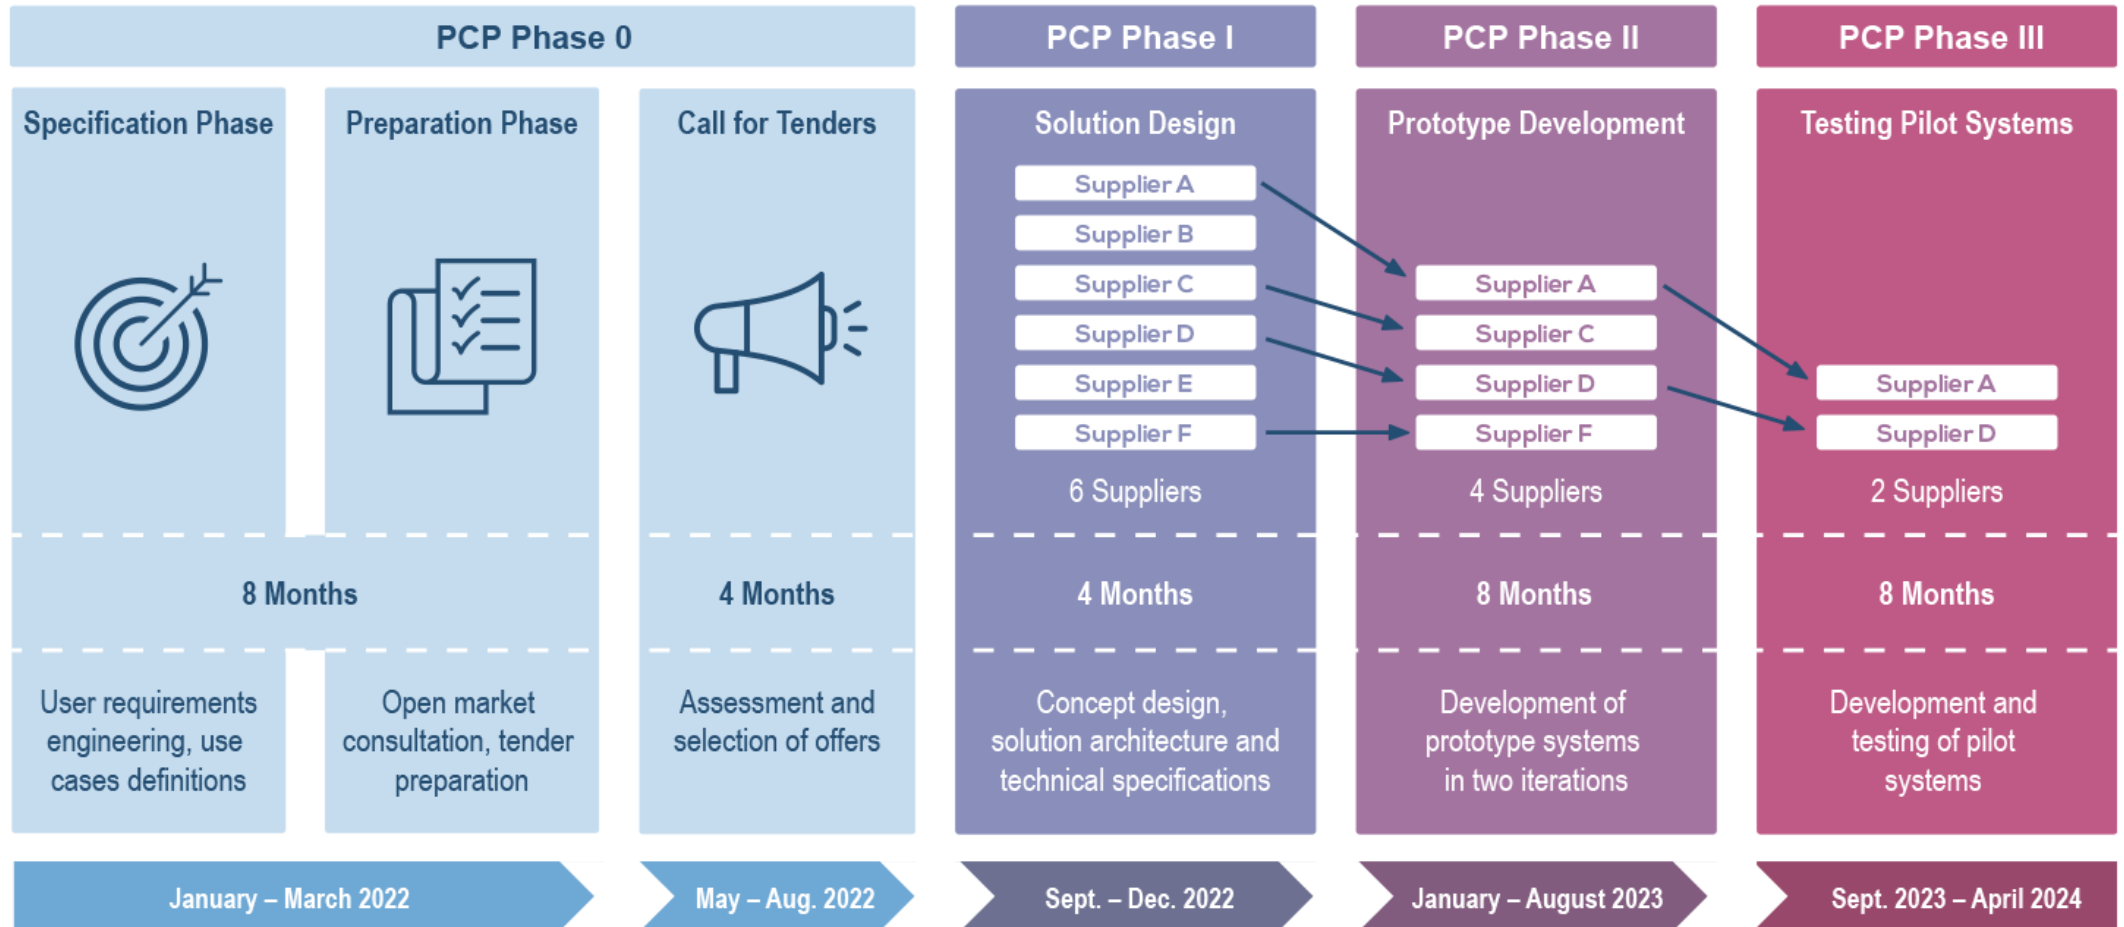 PCP Phase 0
Specification Phase
Preparation Phase
Call for Tenders
8 Months
4 Months
User requirements
engineering, use
cases definitions
Open market
consultation, tender
preparation
Assessment and
selection of offers
January – March 2022
May – Aug. 2022
PCP Phase I
Solution Design
Supplier A
Supplier B
Supplier C
Supplier D
Supplier E
Supplier F
6 Suppliers
4 Months
Concept design,
solution architecture and
technical specifications
Sept. – Dec. 2022
PCP Phase II
Prototype Development
Supplier A
Supplier C
Supplier D
Supplier F
4 Suppliers
8 Months
Development of
prototype systems
in two iterations
January – August 2023
PCP Phase III
Testing Pilot Systems
Supplier A
Supplier D
2 Suppliers
8 Months
Development and
testing of pilot
systems
Sept. 2023 – April 2024